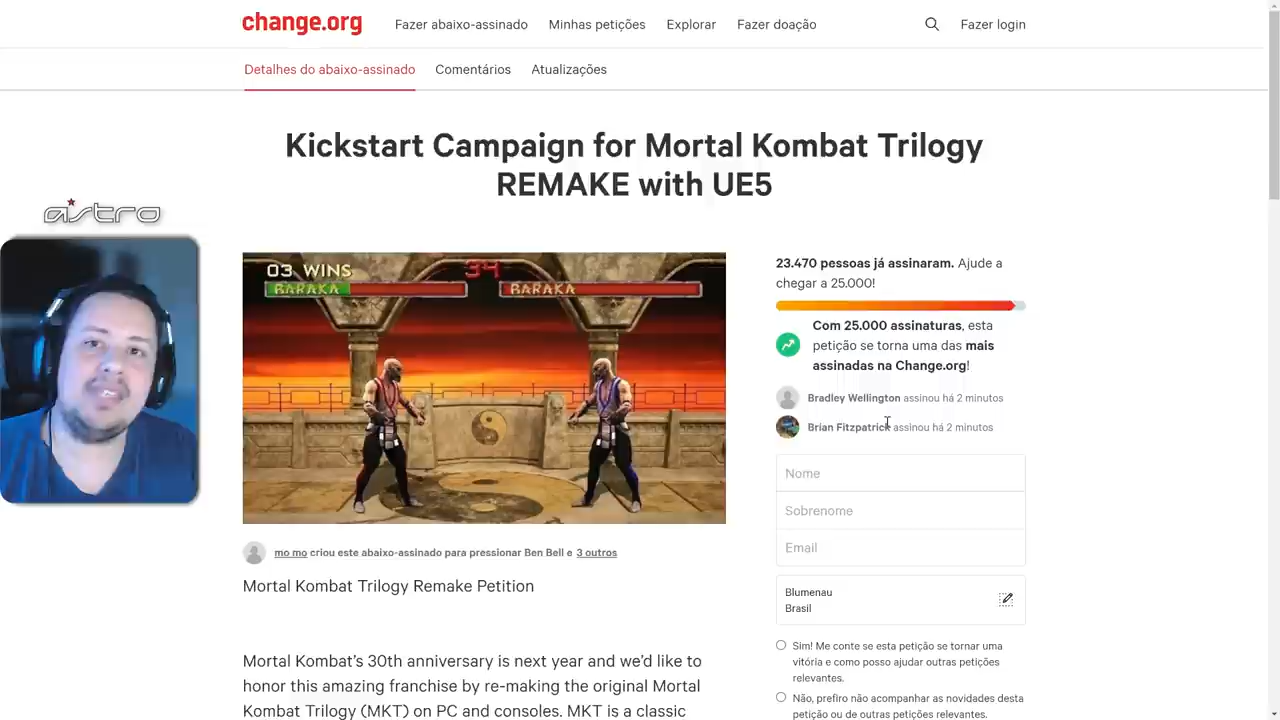 change.org
Fazer abaixo-assinado
Minhas petições
Explorar
Fazer doação
Fazer login
Detalhes do abaixo-assinado
Comentários
Atualizações
Kickstart Campaign for Mortal Kombat Trilogy
REMAKE with UE5
astro
03 WINS
34
BARAKA
BARAKA
23.470 pessoas já assinaram. Ajude a
chegar a 25.000!
Com 25.000 assinaturas, esta
petição se torna uma das mais
assinadas na Change.org!
Bradley Wellington assinou há 2 minutos
Brian Fitzpatrick assinou há 2 minutos
Nome
Sobrenome
Email
Blumenau
Brasil
Sim! Me conte se esta petição se tornar uma
vitória e como posso ajudar outras petições
relevantes.
Não, prefiro não acompanhar as novidades desta
petição ou de outras petições relevantes.
mo mo criou este abaixo-assinado para pressionar Ben Bell e 3 outros
Mortal Kombat Trilogy Remake Petition
Mortal Kombat’s 30th anniversary is next year and we’d like to
honor this amazing franchise by re-making the original Mortal
Kombat Trilogy (MKT) on PC and consoles. MKT is a classic